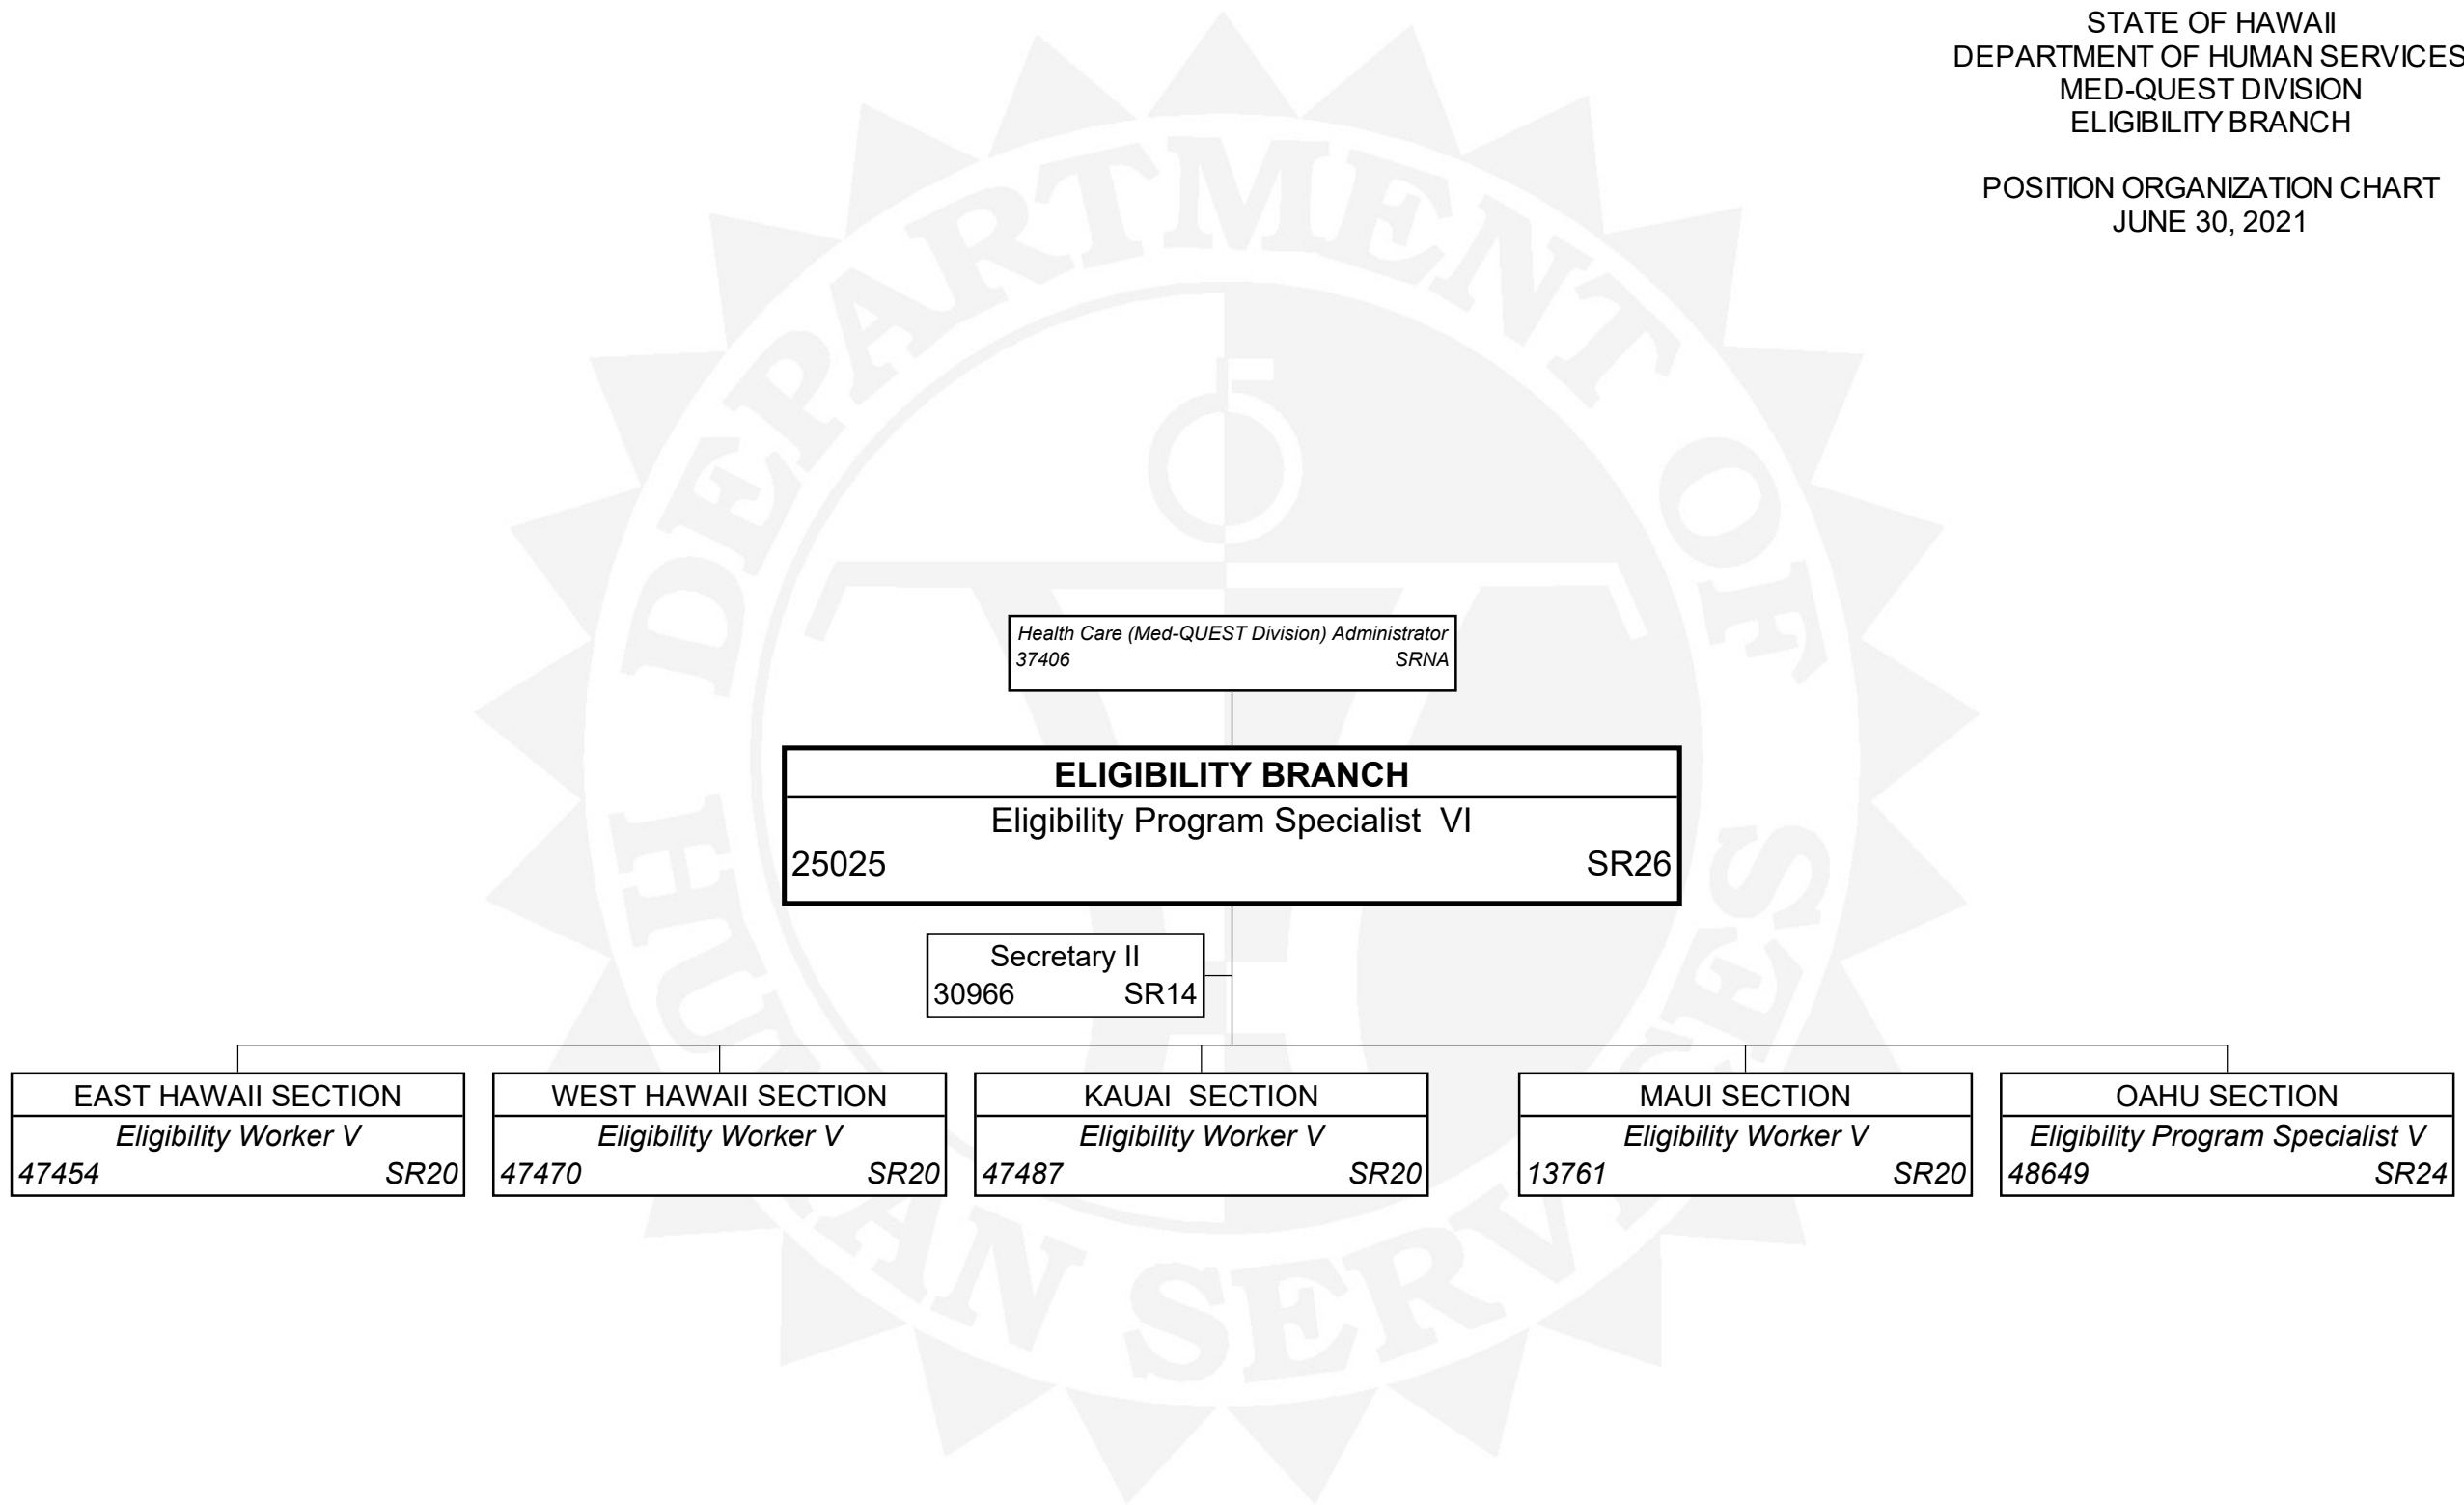 STATE OF HAWAII
DEPARTMENT OF HUMAN SERVICES
MED-QUEST DIVISION
ELIGIBILITY BRANCH
POSITION ORGANIZATION CHART
JUNE 30, 2021
DEPARTMENT OF
HUMAN SERVICES
Health Care (Med-QUEST Division) Administrator
37406 SRNA
ELIGIBILITY BRANCH
Eligibility Program Specialist VI
25025 SR26
Secretary II
30966 SR14
EAST HAWAII SECTION
Eligibility Worker V
47454 SR20
WEST HAWAII SECTION
Eligibility Worker V
47470 SR20
KAUAI SECTION
Eligibility Worker V
47487 SR20
MAUI SECTION
Eligibility Worker V
13761 SR20
OAHU SECTION
Eligibility Program Specialist V
48649 SR24